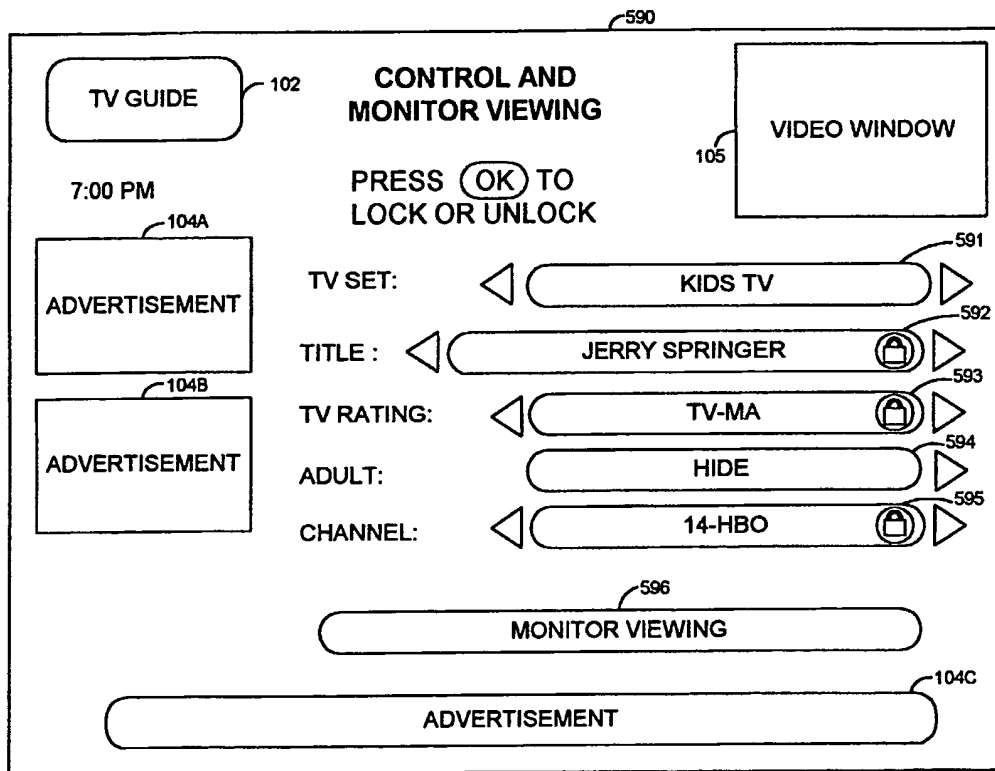 590
TV GUIDE
102
CONTROL AND
MONITOR VIEWING
VIDEO WINDOW
105
7:00 PM
PRESS OK TO
LOCK OR UNLOCK
104A
ADVERTISEMENT
591
TV SET: KIDS TV
592
TITLE : JERRY SPRINGER
104B
ADVERTISEMENT
593
TV RATING: TV-MA
594
ADULT: HIDE
595
CHANNEL: 14-HBO
596
MONITOR VIEWING
104C
ADVERTISEMENT